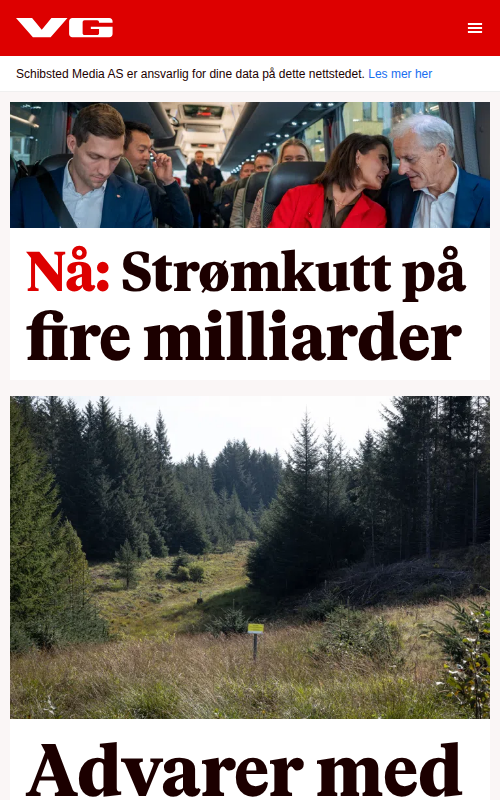 VG
Schibsted Media AS er ansvarlig for dine data på dette nettstedet. Les mer her
Nå: Strømkutt på
fire milliarder
Advarer med